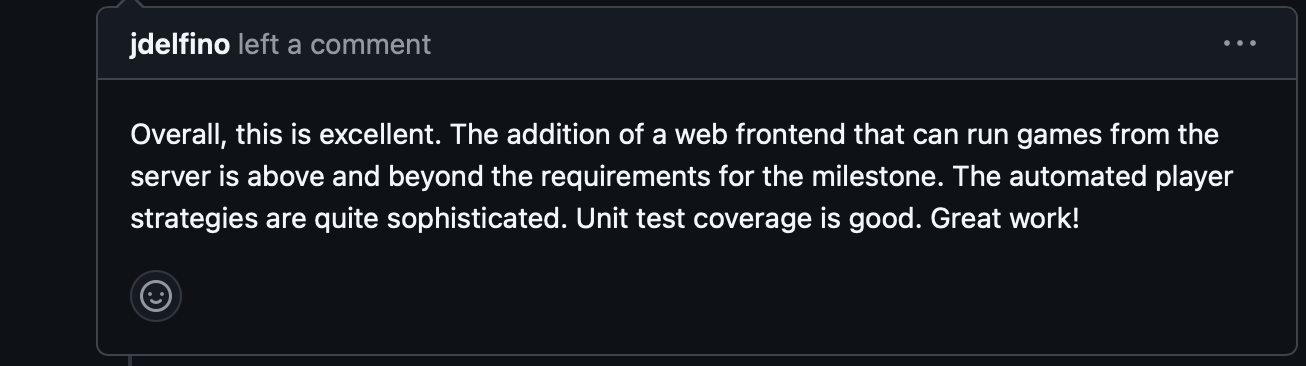 jdelfino left a comment
Overall, this is excellent. The addition of a web frontend that can run games from the
server is above and beyond the requirements for the milestone. The automated player
strategies are quite sophisticated. Unit test coverage is good. Great work!